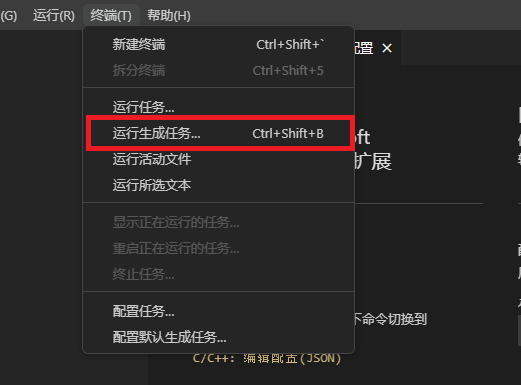 (G) 运行(R) 终端(T) 帮助(H)
新建终端 Ctrl+Shift+`
配置 ×
拆分终端 Ctrl+Shift+5
运行任务...
运行生成任务... Ctrl+Shift+B
oft
运行活动文件
扩展
运行所选文本
显示正在运行的任务...
重启正在运行的任务...
终止任务...
配置任务...
下命令切换到
配置默认生成任务...
C/C++: 编辑配置(JSON)